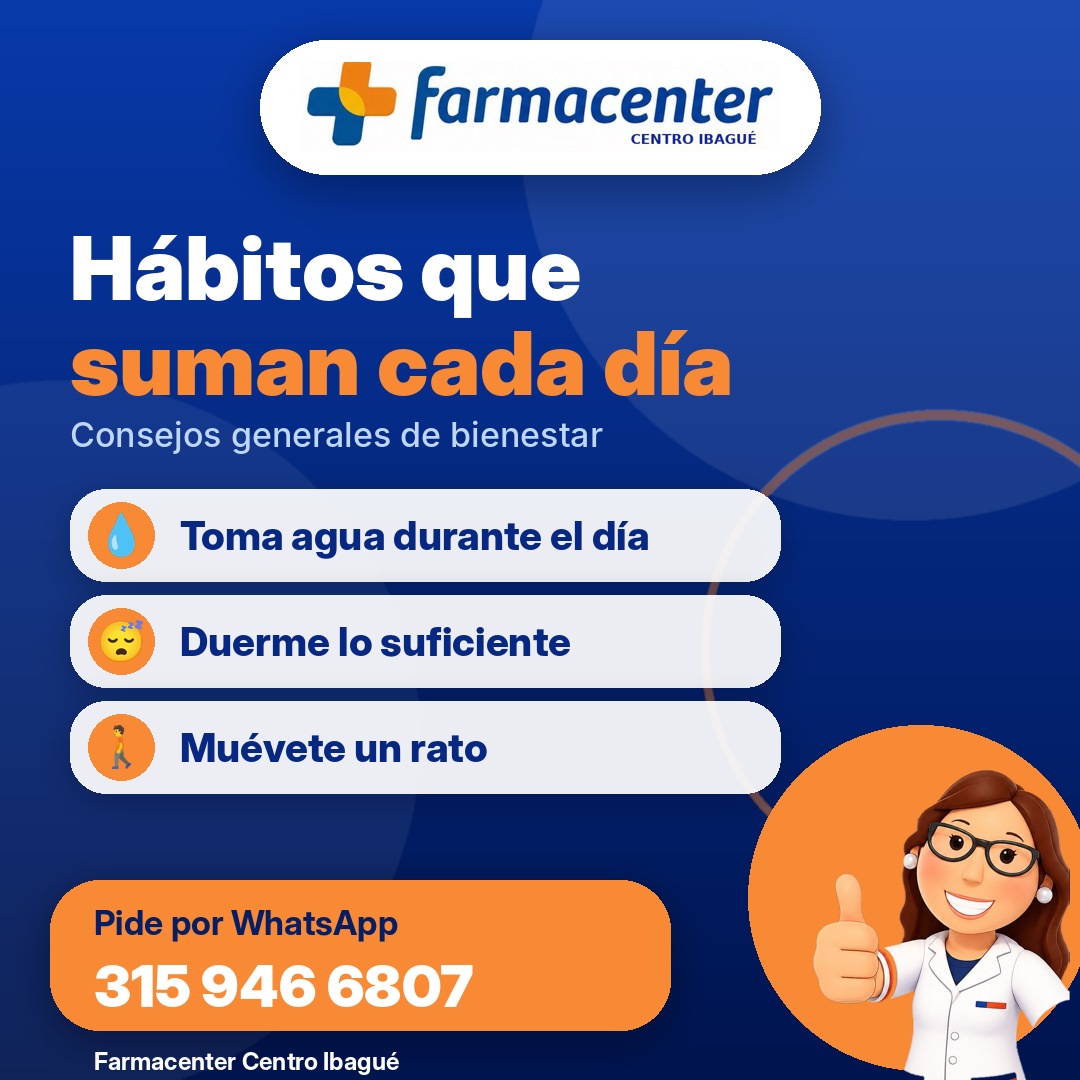 farmacenter
CENTRO IBAGUÉ
Hábitos que
suman cada día
Consejos generales de bienestar
Toma agua durante el día
Duerme lo suficiente
Muévete un rato
Pide por WhatsApp
315 946 6807
Farmacenter Centro Ibagué